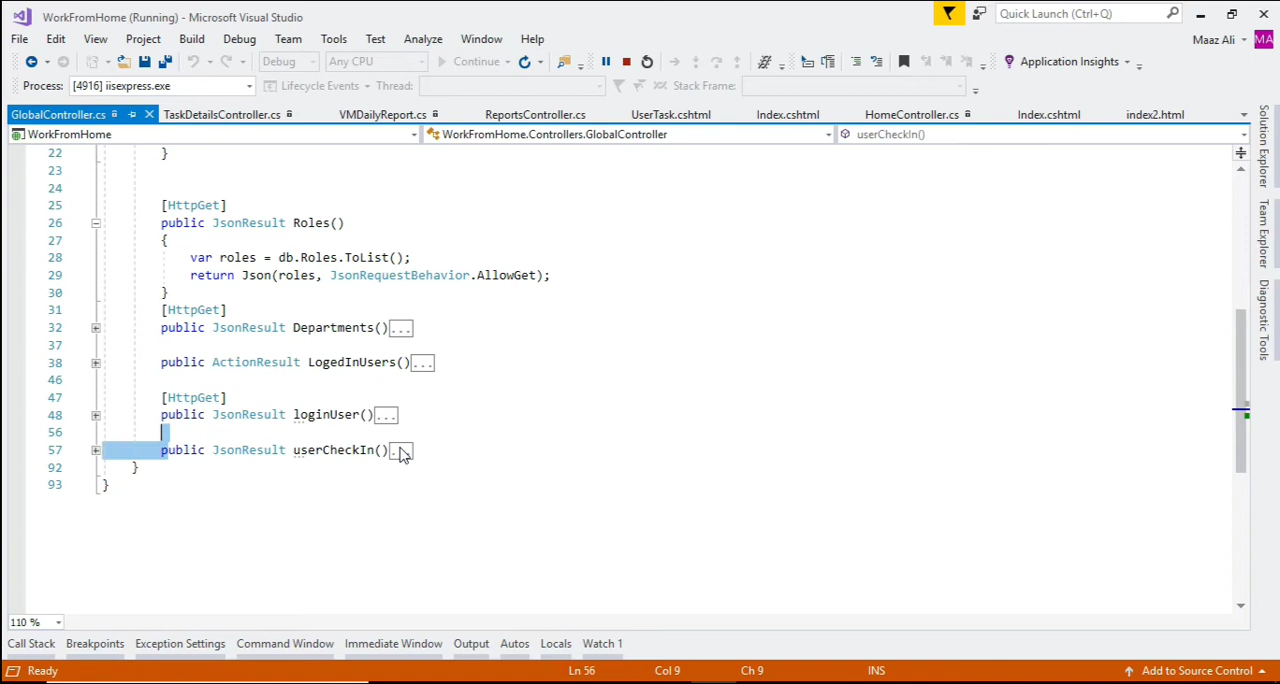 WorkFromHome (Running) - Microsoft Visual Studio
Quick Launch (Ctrl+Q)
File Edit View Project Build Debug Team Tools Test Analyze Window Help
Maaz Ali MA
Debug Any CPU Continue Application Insights
Process: [4916] iisexpress.exe Lifecycle Events Thread: Stack Frame:
GlobalController.cs TaskDetailsController.cs VMDailyReport.cs ReportsController.cs UserTask.cshtml Index.cshtml HomeController.cs Index.cshtml index2.html
WorkFromHome WorkFromHome.Controllers.GlobalController userCheckIn()
22 }
23
24
25 [HttpGet]
26 public JsonResult Roles()
27 {
28 var roles = db.Roles.ToList();
29 return Json(roles, JsonRequestBehavior.AllowGet);
30 }
31 [HttpGet]
32 public JsonResult Departments()...
37
38 public ActionResult LogedInUsers()...
46
47 [HttpGet]
48 public JsonResult loginUser()...
56
57 public JsonResult userCheckIn()...
92 }
93 }
Solution Explorer
Team Explorer
Diagnostic Tools
110 %
Call Stack Breakpoints Exception Settings Command Window Immediate Window Output Autos Locals Watch 1
Ready Ln 56 Col 9 Ch 9 INS Add to Source Control